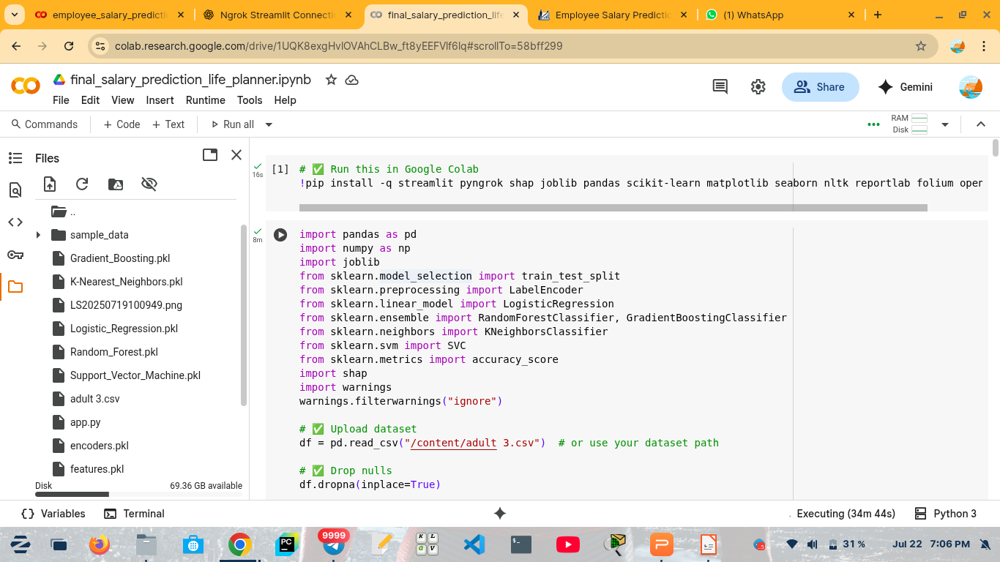 employee_salary_predicti
Ngrok Streamlit Connecti
final_salary_prediction_life
Employee Salary Predictio
(1) WhatsApp
colab.research.google.com/drive/1UQK8exgHvIOVAhCLBw_ft8yEEFVlf6lq#scrollTo=58bff299
final_salary_prediction_life_planner.ipynb
File Edit View Insert Runtime Tools Help
Share
Gemini
Commands
+ Code + Text
Run all
RAM
Disk
Files
..
sample_data
Gradient_Boosting.pkl
K-Nearest_Neighbors.pkl
LS20250719100949.png
Logistic_Regression.pkl
Random_Forest.pkl
Support_Vector_Machine.pkl
adult 3.csv
app.py
encoders.pkl
features.pkl
Disk 69.36 GB available
16s
[1] # ✅ Run this in Google Colab
!pip install -q streamlit pyngrok shap joblib pandas scikit-learn matplotlib seaborn nltk reportlab folium oper
8m
import pandas as pd
import numpy as np
import joblib
from sklearn.model_selection import train_test_split
from sklearn.preprocessing import LabelEncoder
from sklearn.linear_model import LogisticRegression
from sklearn.ensemble import RandomForestClassifier, GradientBoostingClassifier
from sklearn.neighbors import KNeighborsClassifier
from sklearn.svm import SVC
from sklearn.metrics import accuracy_score
import shap
import warnings
warnings.filterwarnings("ignore")
# ✅ Upload dataset
df = pd.read_csv("/content/adult 3.csv")  # or use your dataset path
# ✅ Drop nulls
df.dropna(inplace=True)
Variables
Terminal
Executing (34m 44s)
Python 3
PC
9999
K L
a V
31 %
Jul 22 7:06 PM